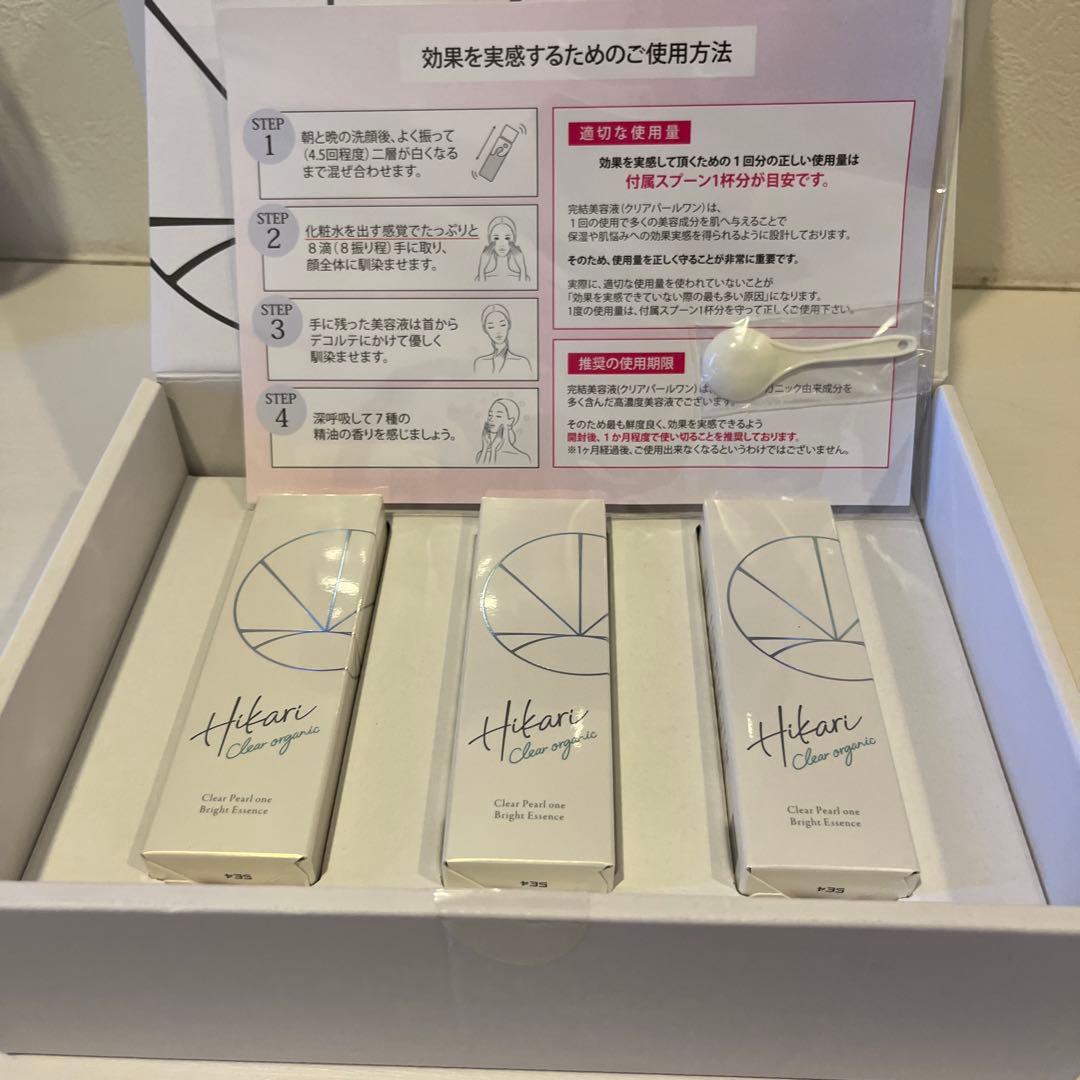 効果を実感するためのご使用方法
STEP
1
朝と晩の洗顔後、よく振って
(4.5回程度)二層が白くなる
まで混ぜ合わせます。
STEP
2
化粧水を出す感覚でたっぷりと
8滴(8振り程)手に取り、
顔全体に馴染ませます。
STEP
3
手に残った美容液は首から
デコルテにかけて優しく
馴染ませます。
STEP
4
深呼吸して7種の
精油の香りを感じましょう。
適切な使用量
効果を実感して頂くための1回分の正しい使用量は
付属スプーン1杯分が目安です。
完結美容液(クリアパールワン)は、
1回の使用で多くの美容成分を肌へ与えることで
保湿や肌悩みへの効果実感を得られるように設計しております。
そのため、使用量を正しく守ることが非常に重要です。
実際に、適切な使用量を使われていないことが
「効果を実感できていない際の最も多い原因」になります。
1度の使用量は、付属スプーン1杯分を守って正しくご使用下さい。
推奨の使用期限
完結美容液(クリアパールワン)は ニック由来成分を
多く含んだ高濃度美容液でございます。
そのため最も鮮度良く、効果を実感できるよう
開封後、1か月程度で使い切ることを推奨しております。
※1ヶ月経過後、ご使用出来なくなるというわけではございません。
Hikari
Clear organic
Clear Pearl one
Bright Essence
5E4
Hikari
Clear organic
Clear Pearl one
Bright Essence
5E4
Hikari
Clear organic
Clear Pearl one
Bright Essence
5E4